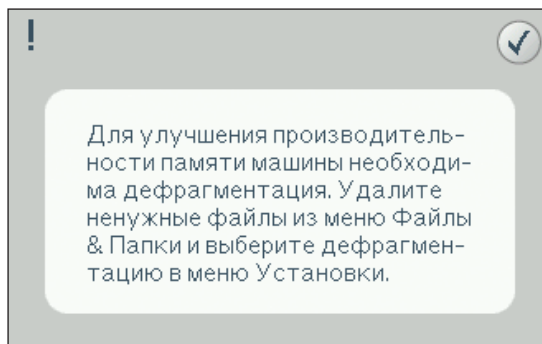 !
Для улучшения производитель-
ности памяти машины необходи-
ма дефрагментация. Удалите
ненужные файлы из меню Файлы
& Папки и выберите дефрагмен-
тацию в меню Установки.